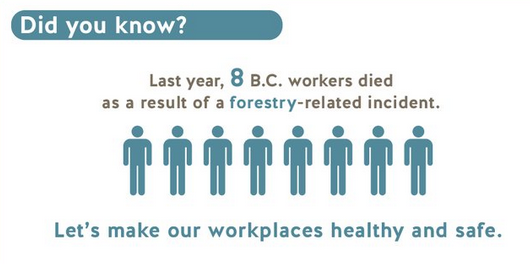 Did you know?
Last year, 8 B.C. workers died
as a result of a forestry-related incident.
Let's make our workplaces healthy and safe.